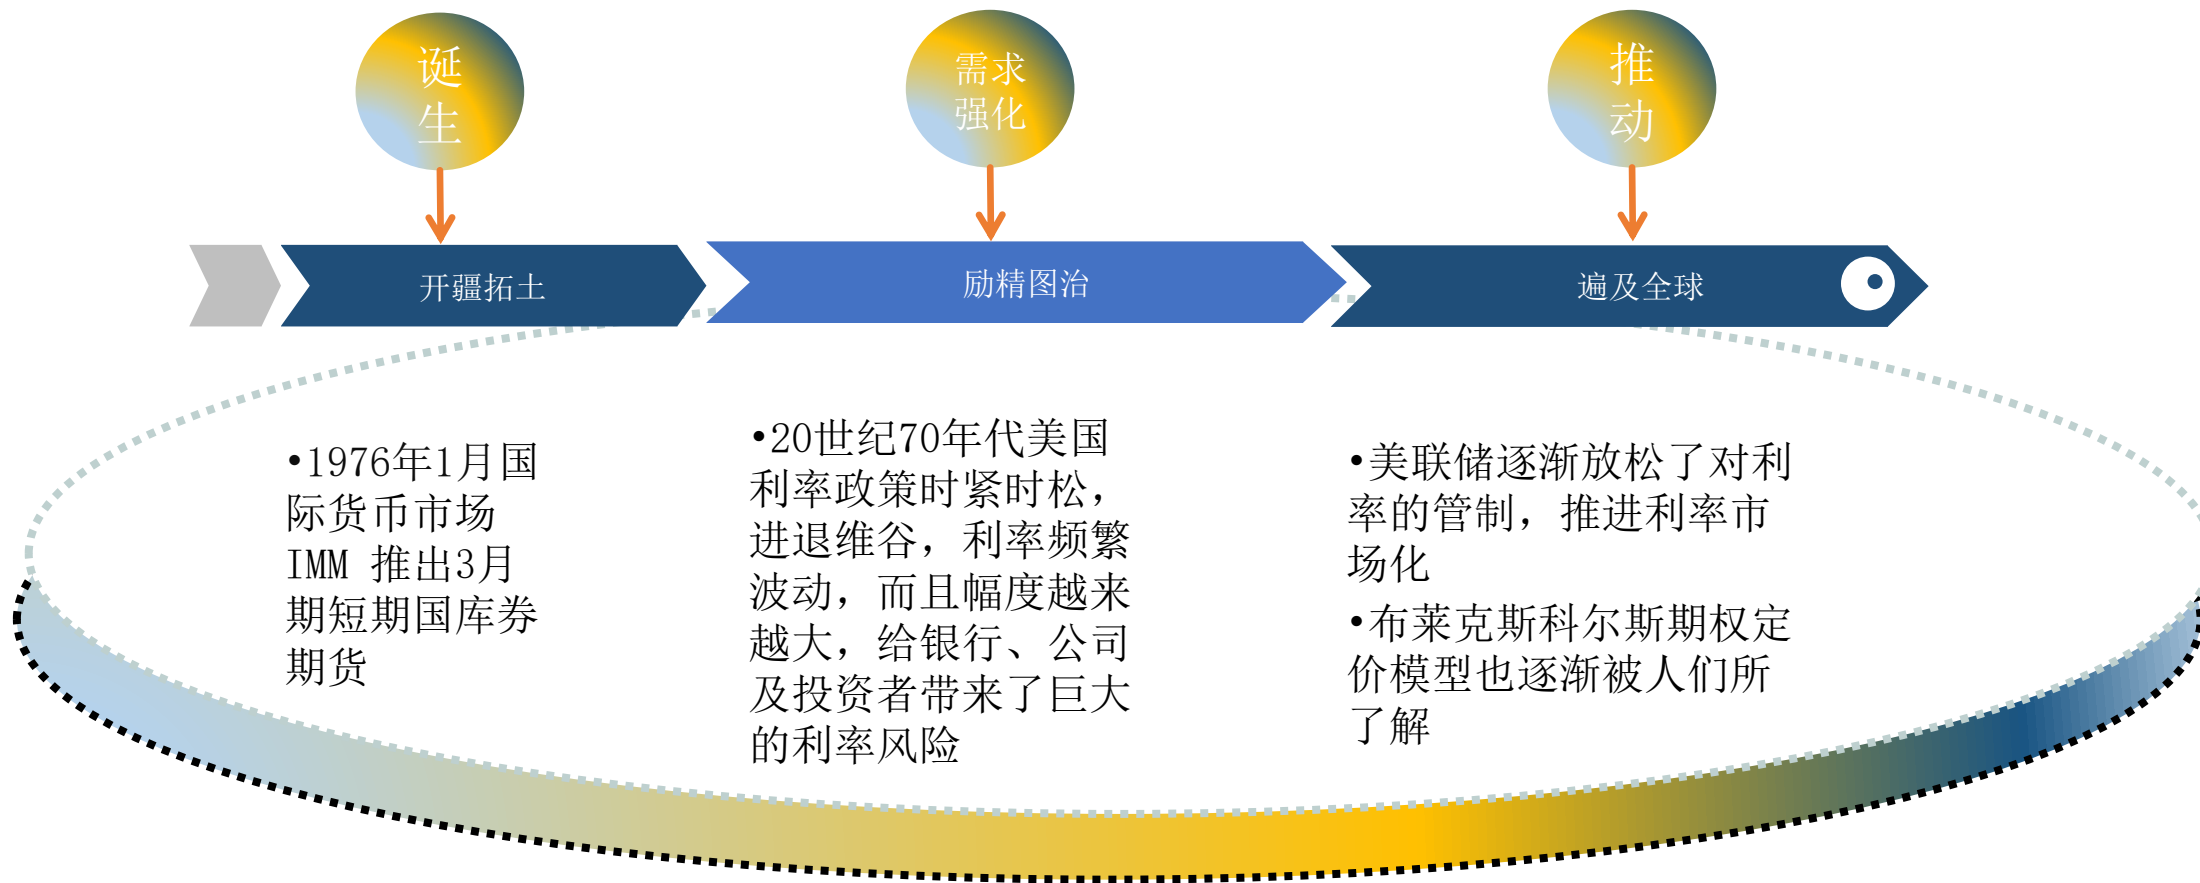 诞
生
需求
强化
推
动
开疆拓土
励精图治
遍及全球
•1976年1月国
际货币市场
IMM 推出3月
期短期国库券
期货
•20世纪70年代美国
利率政策时紧时松，
进退维谷，利率频繁
波动，而且幅度越来
越大，给银行、公司
及投资者带来了巨大
的利率风险
•美联储逐渐放松了对利
率的管制，推进利率市
场化
•布莱克斯科尔斯期权定
价模型也逐渐被人们所
了解